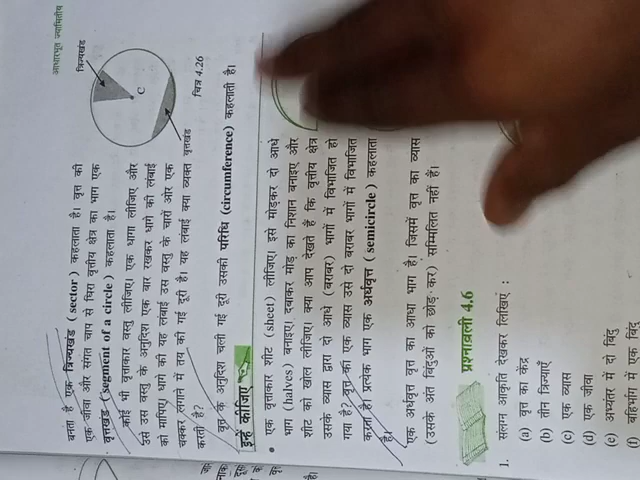 आधारभूत ज्यामितीय
बनता है एक त्रिज्यखंड (sector) कहलाता है। वृत्त की
एक जीवा और संगत चाप से घिरा वृत्तीय क्षेत्र का भाग एक
वृत्तखंड (segment of a circle) कहलाता है।
कोई भी वृत्ताकार वस्तु लीजिए। एक धागा लीजिए और
उसे उस वस्तु के अनुदिश एक बार रखकर धागे की लंबाई
को मापिए। धागे की यह लंबाई उस वस्तु के चारों ओर एक
चक्कर लगाने में तय की गई दूरी है। यह लंबाई क्या व्यक्त
करती है?
त्रिज्यखंड
C
वृत्तखंड
चित्र 4.26
वृत्त के अनुदिश चली गई दूरी उसकी परिधि (circumference) कहलाती है।
इन्हें कीजिए
• एक वृत्ताकार शीट (sheet) लीजिए। इसे मोड़कर दो आधे
भाग (halves) बनाइए। दबाकर मोड़ का निशान बनाइए और
शीट को खोल लीजिए। क्या आप देखते हैं कि वृत्तीय क्षेत्र
उसके व्यास द्वारा दो आधे (बराबर) भागों में विभाजित हो
गया है? वृत्त का एक व्यास उसे दो बराबर भागों में विभाजित
करता है। प्रत्येक भाग एक अर्धवृत्त (semicircle) कहलाता
है।
एक अर्धवृत्त वृत्त का आधा भाग है। जिसमें वृत्त का व्यास
(उसके अंत बिंदुओं को छोड़ कर) सम्मिलित नहीं हैं।
प्रश्नावली 4.6
1. संलग्न आकृति देखकर लिखिए :
(a) वृत्त का केंद्र
(b) तीन त्रिज्याएँ
(c) एक व्यास
(d) एक जीवा
(e) अभ्यंतर में दो बिंदु
(f) बहिर्भाग में एक बिंदु